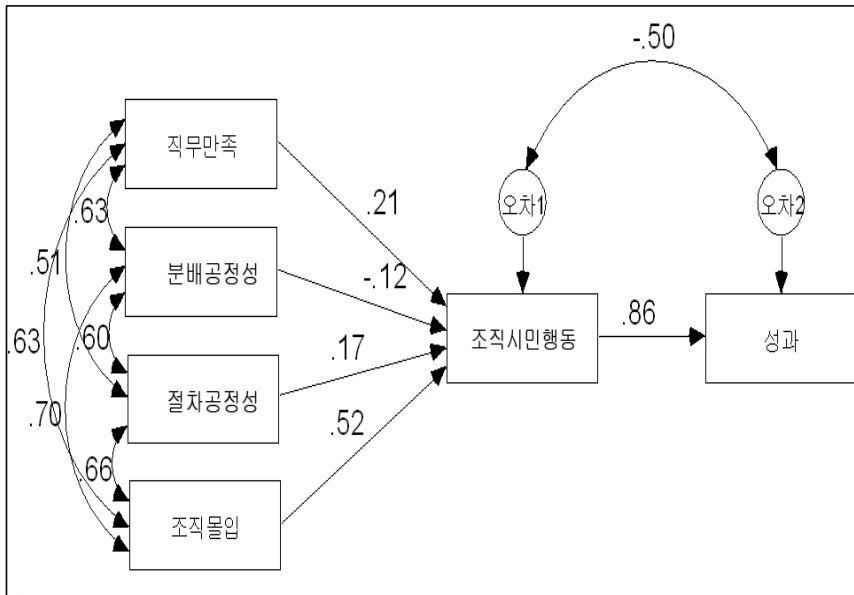 -.50
직무만족
오차1
오차2
.63
.21
.51
분배공정성
-.12
조직시민행동
.86
성과
.63
.60
.17
절차공정성
.70
.52
.66
조직몰입